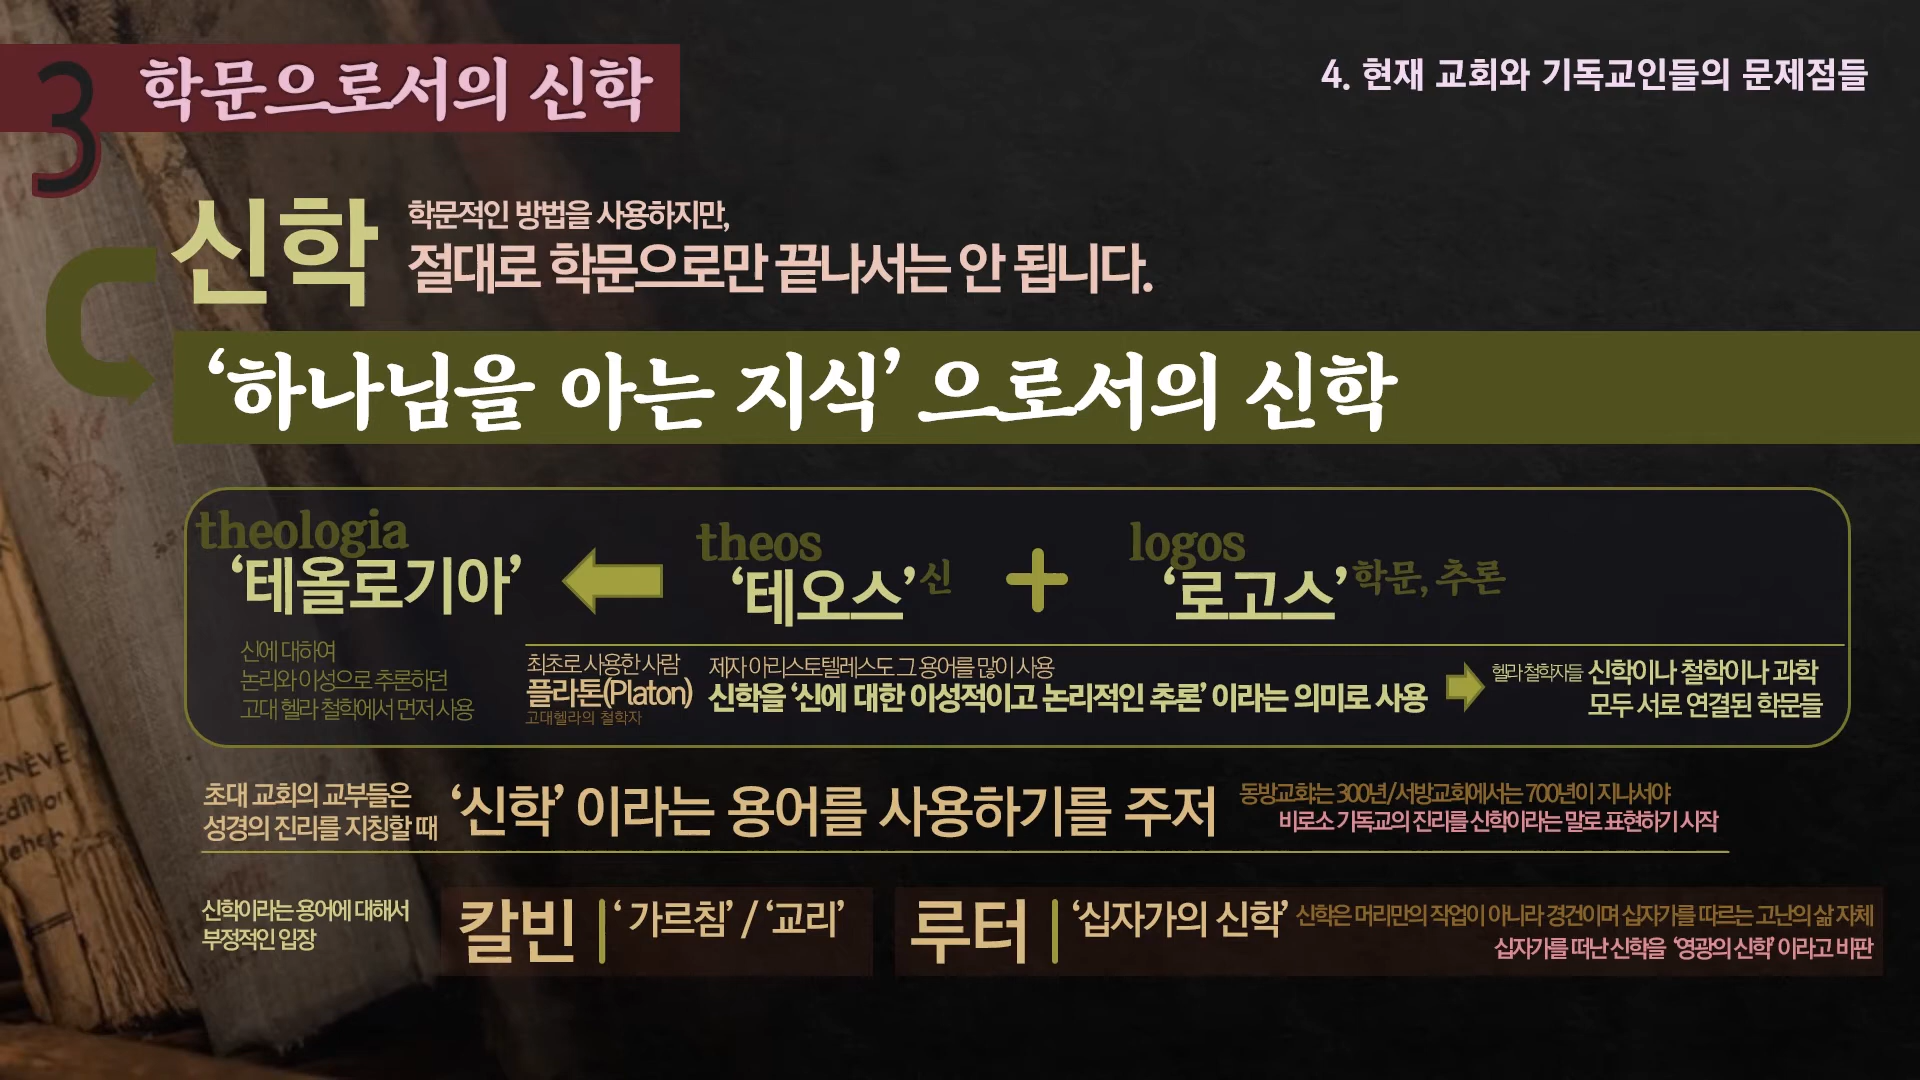 3 학문으로서의 신학
4. 현재 교회와 기독교인들의 문제점들
신학
학문적인 방법을 사용하지만,
절대로 학문으로만 끝나서는 안 됩니다.
‘하나님을 아는 지식’ 으로서의 신학
theologia
‘테올로기아’
theos
‘테오스’ 신
logos
‘로고스’ 학문, 추론
신에 대하여
논리와 이성으로 추론하던
고대 헬라 철학에서 먼저 사용
최초로 사용한 사람
플라톤(Platon)
고대헬라의 철학자
제자 아리스토텔레스도 그 용어를 많이 사용
신학을 ‘신에 대한 이성적이고 논리적인 추론’ 이라는 의미로 사용
헬라 철학자들 신학이나 철학이나 과학
모두 서로 연결된 학문들
초대 교회의 교부들은
성경의 진리를 지칭할 때
‘신학’ 이라는 용어를 사용하기를 주저
동방교회는 300년/서방교회에서는 700년이 지나서야
비로소 기독교의 진리를 신학이라는 말로 표현하기 시작
신학이라는 용어에 대해서
부정적인 입장
칼빈 ‘ 가르침’ / ‘교리’
루터 ‘십자가의 신학’ 신학은 머리만의 작업이 아니라 경건이며 십자가를 따르는 고난의 삶 자체
십자가를 떠난 신학을 ‘영광의 신학’ 이라고 비판
ENÈVE
Edition